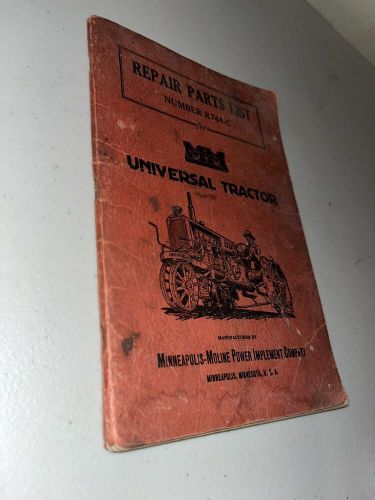 REPAIR PARTS LIST
NUMBER R744-C
for
MM
UNIVERSAL TRACTOR
MANUFACTURED BY
MINNEAPOLIS-MOLINE POWER IMPLEMENT COMPANY
MINNEAPOLIS, MINNESOTA, U. S. A.